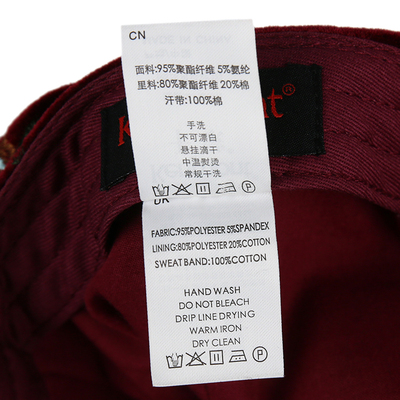 CN
面料:95%聚酯纤维 5%氨纶
里料:80%聚酯纤维 20%棉
汗带:100%棉
手洗
不可漂白
悬挂滴干
中温熨烫
常规干洗
UK
FABRIC:95%POLYESTER 5%SPANDEX
LINING:80%POLYESTER 20%COTTON
SWEAT BAND:100%COTTON
HAND WASH
DO NOT BLEACH
DRIP LINE DRYING
WARM IRON
DRY CLEAN